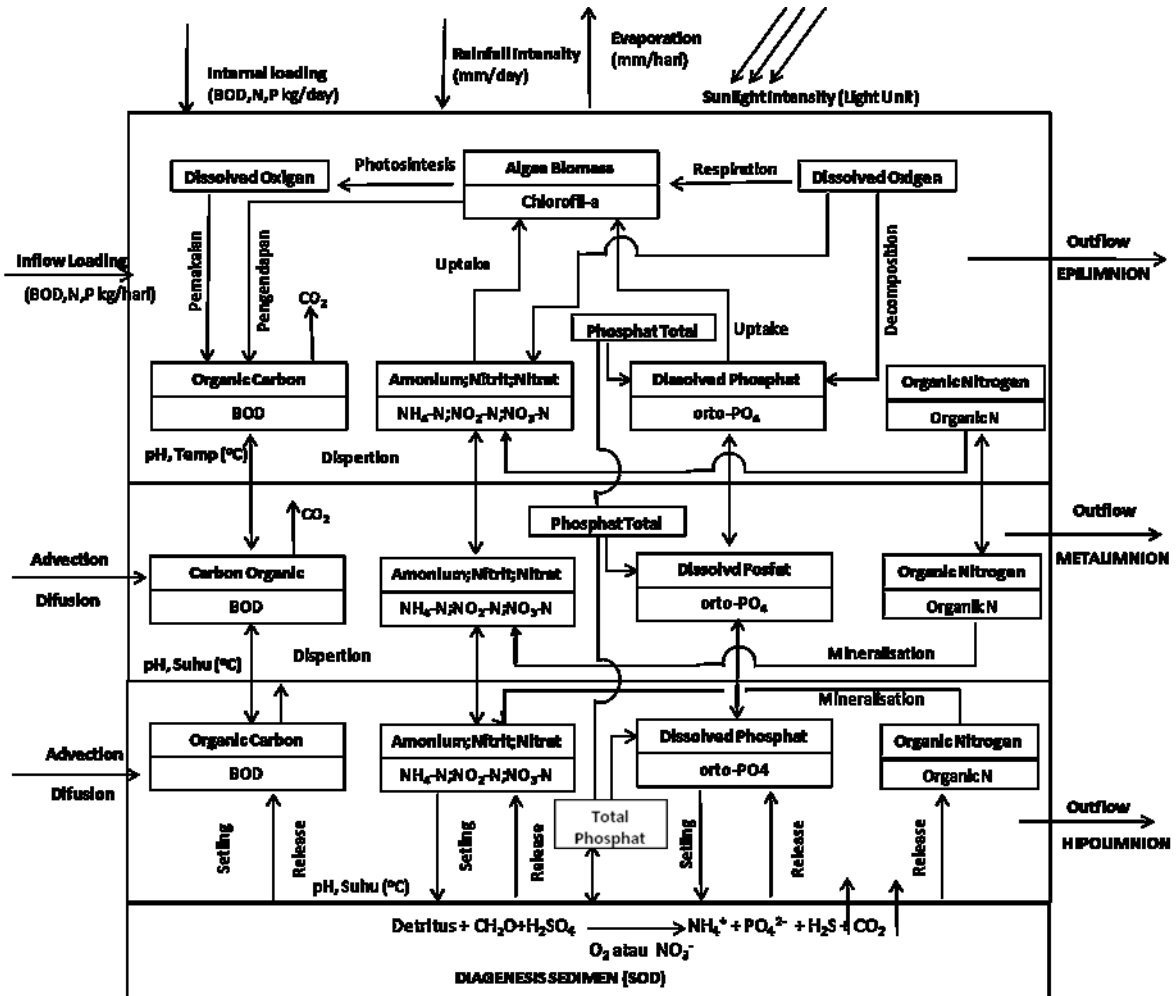 Internal loading
(BOD,N,P kg/day)
Rainfall Intensity
(mm/day)
Evaporation
(mm/hari)
Sunlight Intensity (Light Unit)
Dissolved Oxigan
Photosintesis
Algae Biomass
Chlorofil-a
Respiration
Dissolved Oxigen
Inflow Loading
(BOD,N,P kg/hari)
Pemakaian
Pengendapan
CO₂
Uptake
Phosphat Total
Uptake
Decomposition
Outflow
EPILIMNION
Organic Carbon
BOD
Amonium;Nitrit;Nitrat
NH₄-N;NO₂-N;NO₃-N
Dissolved Phosphat
orto-PO₄
Organic Nitrogen
Organic N
pH, Temp (°C)
Dispertion
CO₂
Phosphat Total
Outflow
METALIMNION
Advection
Difusion
Carbon Organic
BOD
Amonium;Nitrit;Nitrat
NH₄-N;NO₂-N;NO₃-N
Dissolvd Fosfat
orto-PO₄
Organic Nitrogen
Organik N
pH, Suhu (°C)
Dispertion
Mineralisation
Mineralisation
Advection
Difusion
Organic Carbon
BOD
Amonium;Nitrit;Nitrat
NH₄-N;NO₂-N;NO₃-N
Dissolved Phosphat
orto-PO4
Organic Nitrogen
Organic N
Setling
Release
Setling
Release
Total
Phosphat
Setling
Release
Release
Outflow
HIPOLIMNION
pH, Suhu (°C)
Detritus + CH₂O+H₂SO₄ NH₄⁺ + PO₄²⁻ + H₂S + CO₂
O₂ atau NO₃⁻
DIAGENESIS SEDIMEN (SOD)